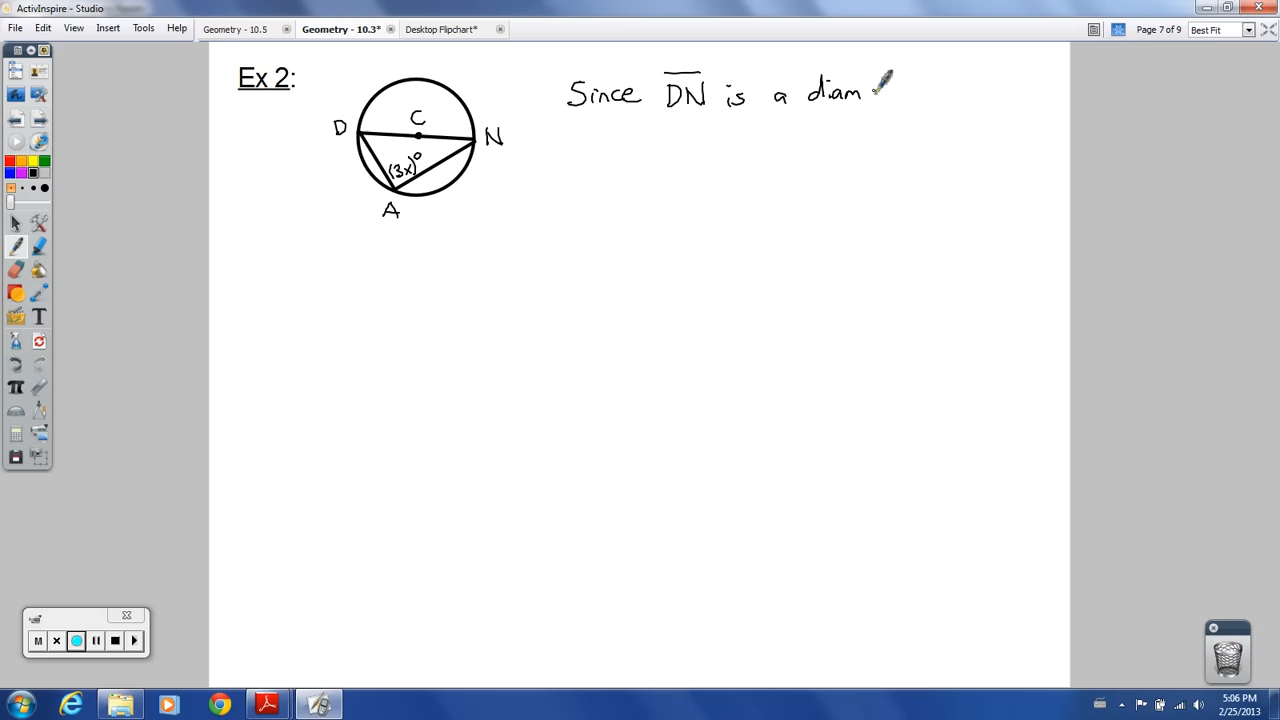 ActivInspire - Studio
File Edit View Insert Tools Help
Geometry - 10.5
Geometry - 10.3*
Desktop Flipchart*
Page 7 of 9
Best Fit
Ex 2:
Since DN is a diam
D
C
N
(3x)°
A
M
5:06 PM
2/25/2013